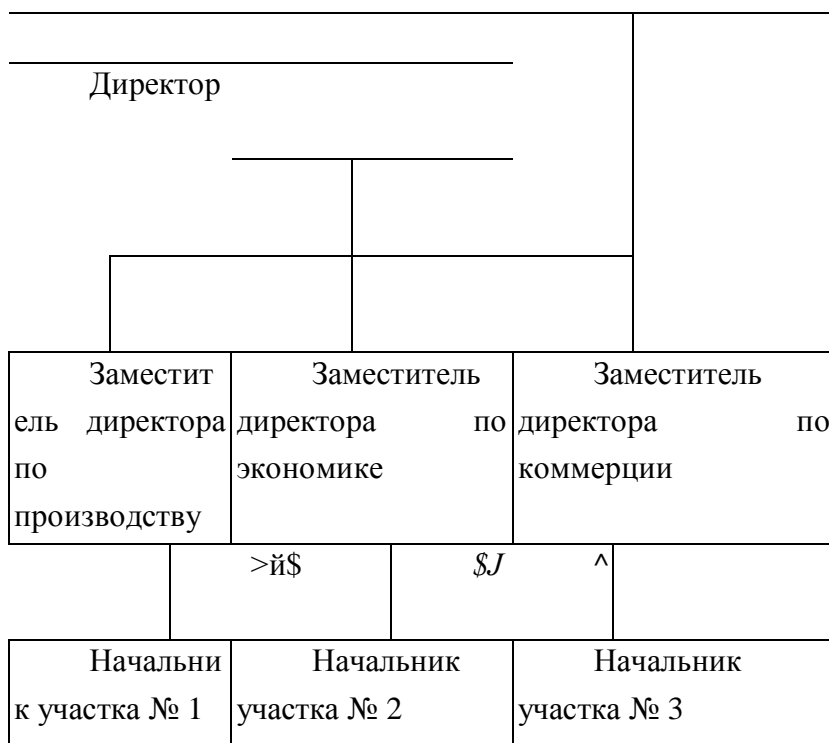 Директор
Заместит
ель директора
по
производству
Заместитель
директора по
экономике
Заместитель
директора по
коммерции
>й$ $J ^
Начальни
к участка № 1
Начальник
участка № 2
Начальник
участка № 3